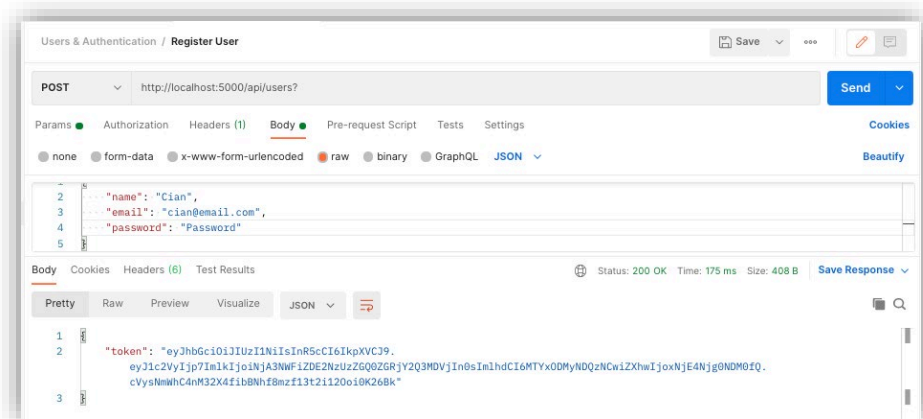 Users & Authentication / Register User
Save
POST http://localhost:5000/api/users? Send
Params Authorization Headers (1) Body Pre-request Script Tests Settings Cookies
none form-data x-www-form-urlencoded raw binary GraphQL JSON Beautify
2 "name": "Cian",
3 "email": "cian@email.com",
4 "password": "Password"
5 }
Body Cookies Headers (6) Test Results Status: 200 OK Time: 175 ms Size: 408 B Save Response
Pretty Raw Preview Visualize JSON
1 {
2 "token": "eyJhbGciOiJIUzI1NiIsInR5cCI6IkpXVCJ9.
eyJ1c2VyIjp7ImlkIjoiNjA3NWFiZDE2NzUzZGQ0ZGRjY2Q3MDVjIn0sImlhdCI6MTYxODMyNDQzNCwiZXhwIjoxNjE4Njg0NDM0fQ.
cVysNmWhC4nM32X4fibBNhf8mzf13t2i12Ooi0K26Bk"
3 }